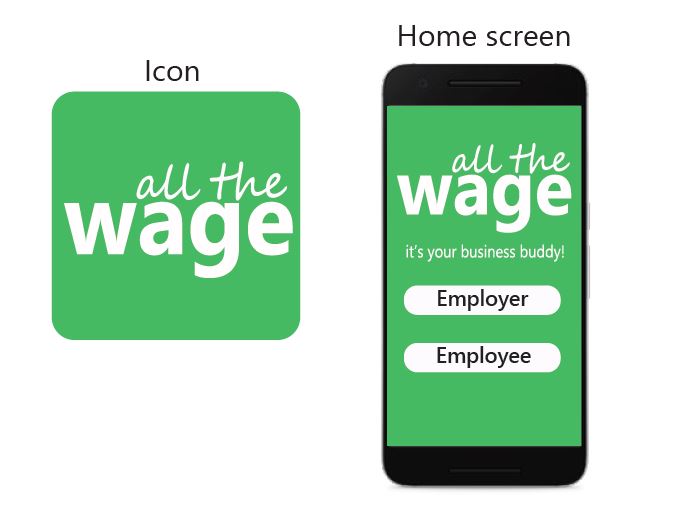 Icon
all the
wage
Home screen
all the
wage
it's your business buddy!
Employer
Employee